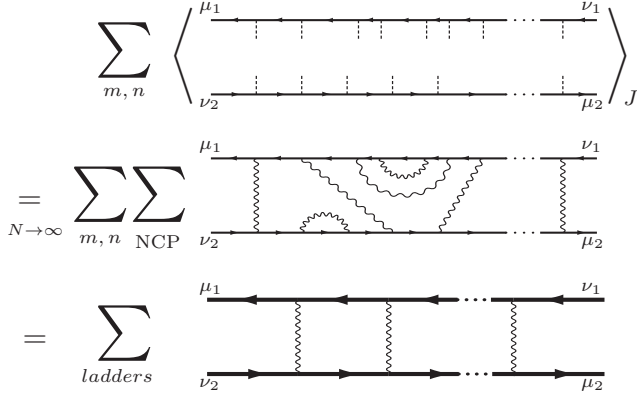 μ₁ ν₁
∑ ⟨ ··· ⟩
m, n
ν₂ μ₂ J
μ₁ ν₁
= ∑ ∑ ···
N→∞ m, n NCP
ν₂ μ₂
μ₁ ν₁
= ∑ ···
ladders
ν₂ μ₂